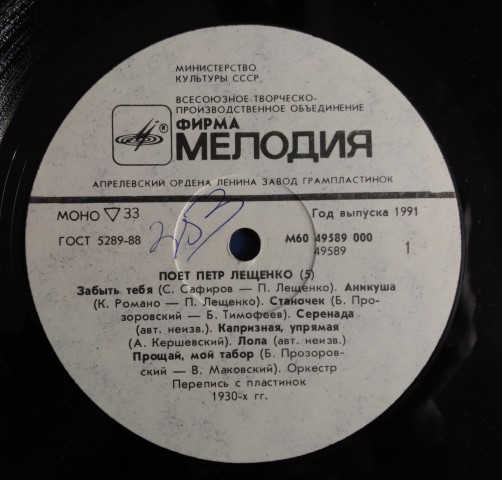 МИНИСТЕРСТВО
КУЛЬТУРЫ СССР
ВСЕСОЮЗНОЕ ТВОРЧЕСКО-
ПРОИЗВОДСТВЕННОЕ ОБЪЕДИНЕНИЕ
® ФИРМА
МЕЛОДИЯ
АПРЕЛЕВСКИЙ ОРДЕНА ЛЕНИНА ЗАВОД ГРАМПЛАСТИНОК
МОНО ▽ 33
Год выпуска 1991
ГОСТ 5289-88
М60 49589 000
49589
1
ПОЕТ ПЕТР ЛЕЩЕНКО (5)
Забыть тебя (С. Сафиров — П. Лещенко). Аникуша
(К. Романо — П. Лещенко). Станочек (Б. Про-
зоровский — Б. Тимофеев). Серенада
(авт. неизв.). Капризная, упрямая
(А. Кершевский). Лола (авт. неизв.)
Прощай, мой табор (Б. Прозоров-
ский — В. Маковский). Оркестр
Перепись с пластинок
1930-х гг.